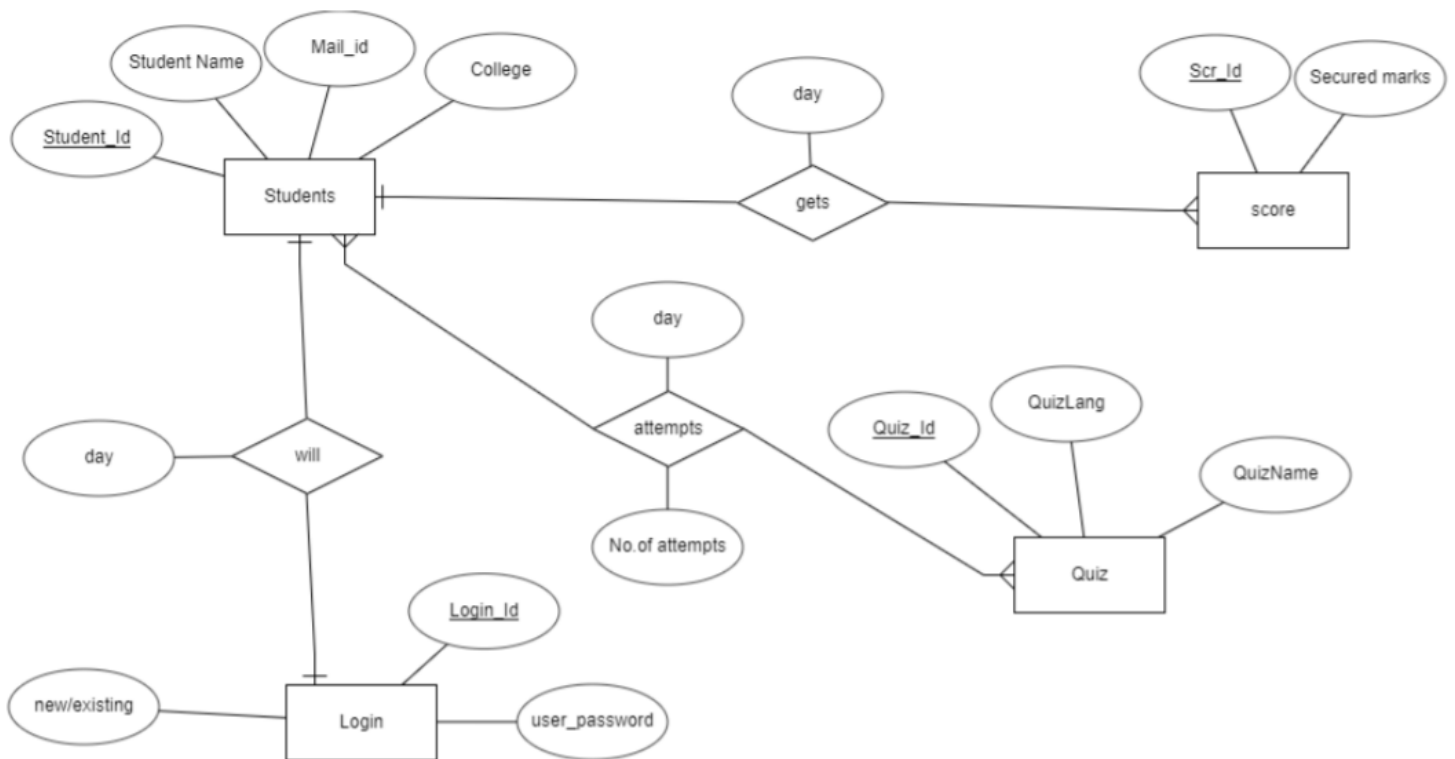 Mail_id
Student Name
College
Student_Id
Students
day
gets
Scr_Id
Secured marks
score
day
attempts
No.of attempts
Quiz_Id
QuizLang
QuizName
Quiz
day
will
Login_Id
new/existing
Login
user_password